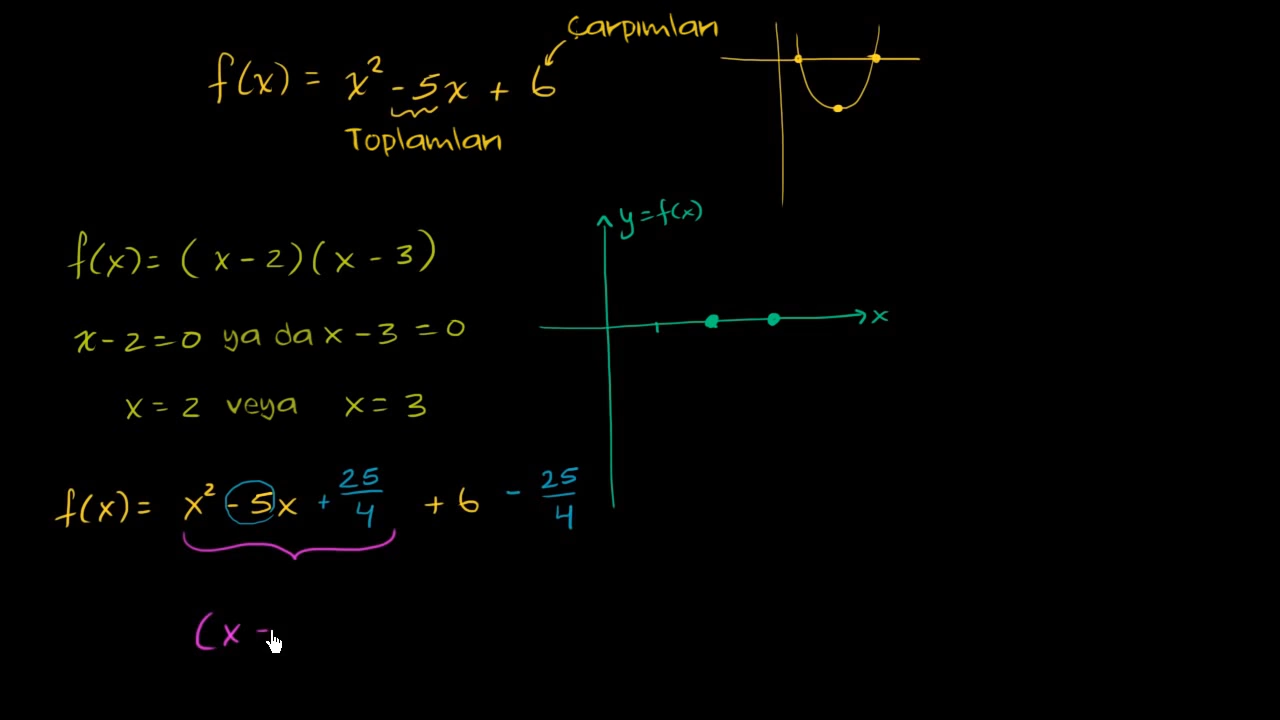 Çarpımları
f(x) = x² - 5x + 6
Toplamları
y = f(x)
f(x) = (x - 2)(x - 3)
x
x - 2 = 0 ya da x - 3 = 0
x = 2 veya x = 3
f(x) = x² - 5x + 25/4 + 6 - 25/4
(x -